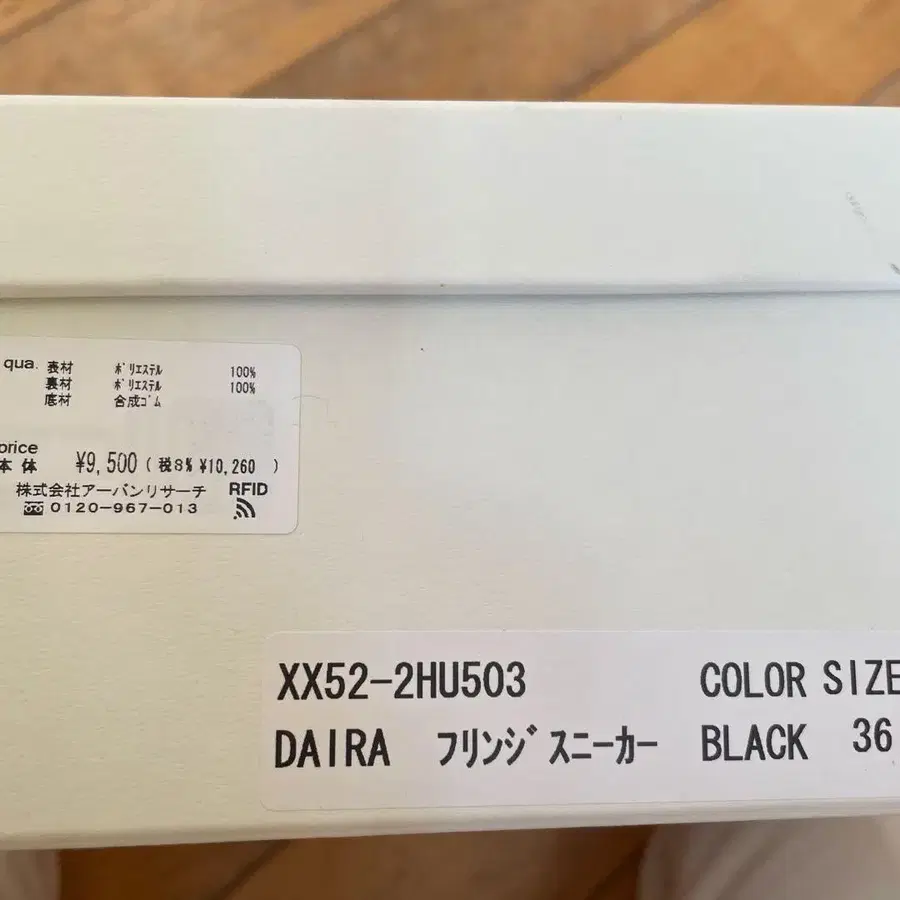 qua. 表材 ポリエステル 100%
裏材 ポリエステル 100%
底材 合成ゴム
price
本体 ¥9,500 ( 税8% ¥10,260 )
株式会社アーバンリサーチ RFID
0120-967-013
XX52-2HU503 COLOR SIZE
DAIRA フリンジスニーカー BLACK 36